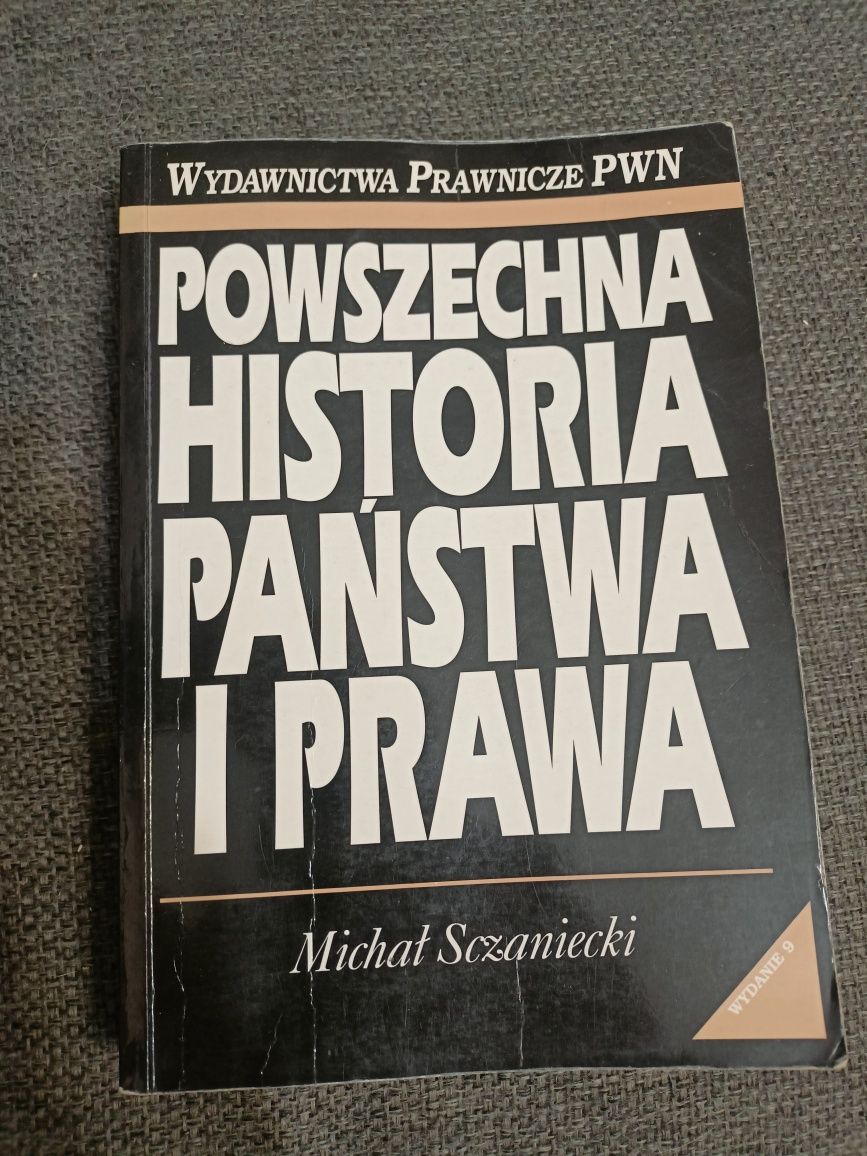 WYDAWNICTWA PRAWNICZE PWN
POWSZECHNA
HISTORIA
PAŃSTWA
I PRAWA
Michał Sczaniecki
WYDANIE 9